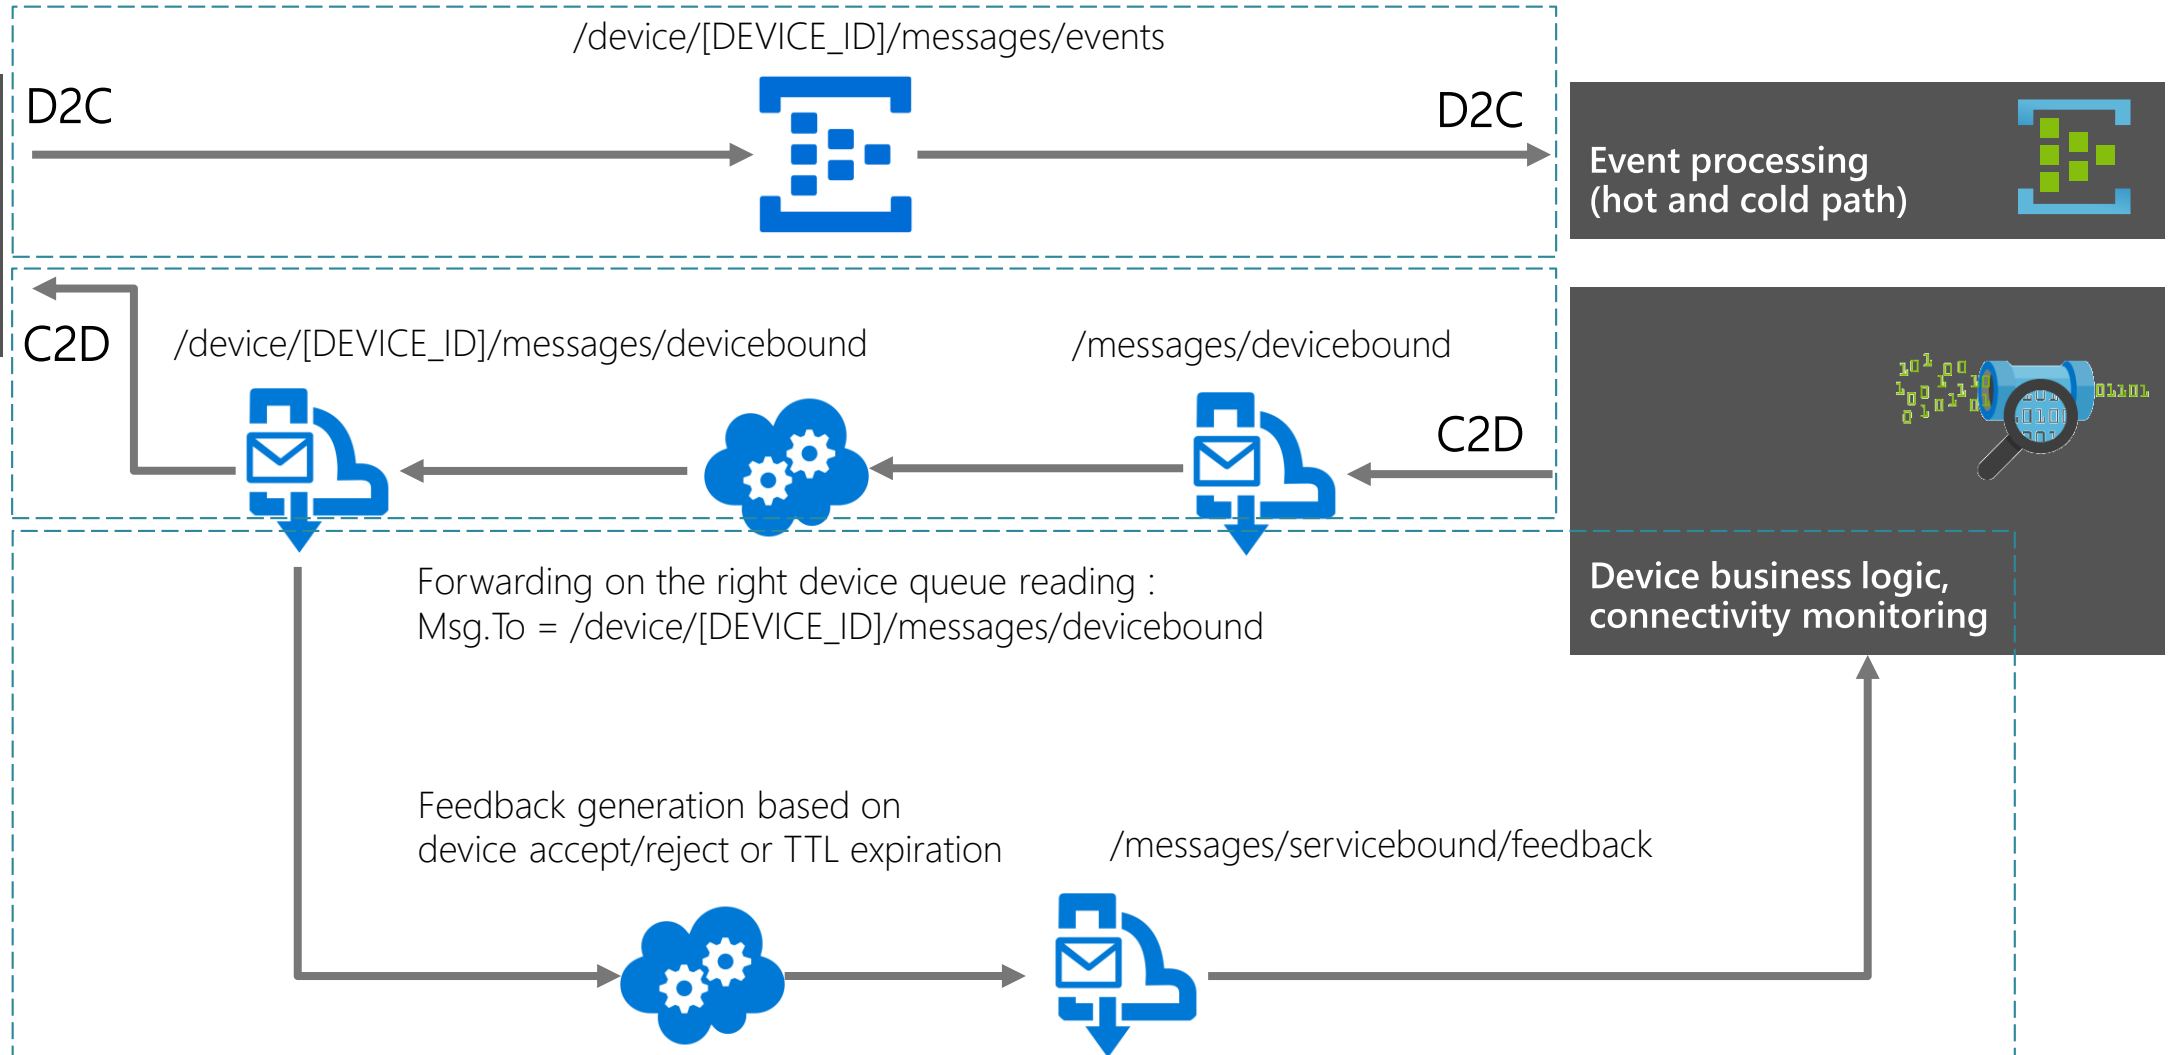 /device/[DEVICE_ID]/messages/events
D2C
D2C
Event processing
(hot and cold path)
C2D
/device/[DEVICE_ID]/messages/devicebound
/messages/devicebound
C2D
01101
Forwarding on the right device queue reading :
Msg.To = /device/[DEVICE_ID]/messages/devicebound
Device business logic,
connectivity monitoring
Feedback generation based on
device accept/reject or TTL expiration
/messages/servicebound/feedback